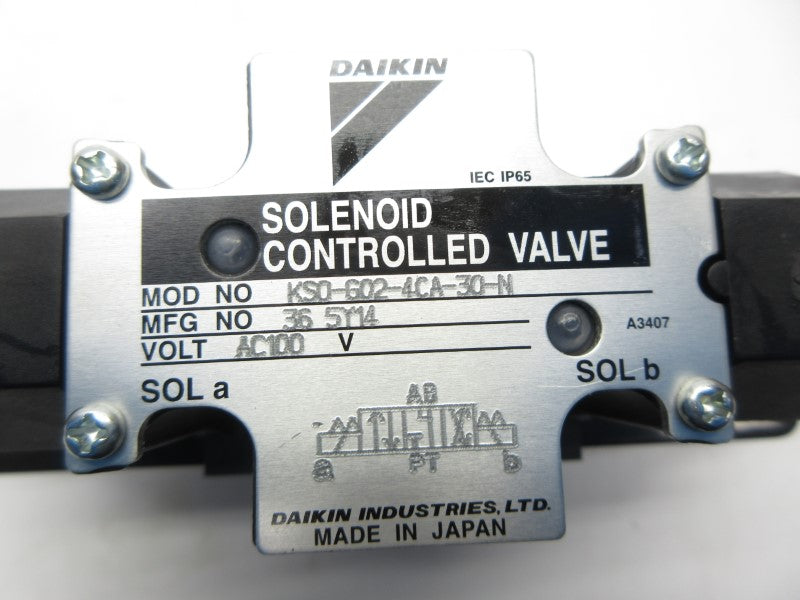 DAIKIN
IEC IP65
SOLENOID
CONTROLLED VALVE
MOD NO KSO-G02-4CA-30-N
MFG NO 36 5Y14
VOLT AC100 V
A3407
SOL a
SOL b
AB
a PT b
DAIKIN INDUSTRIES, LTD.
MADE IN JAPAN